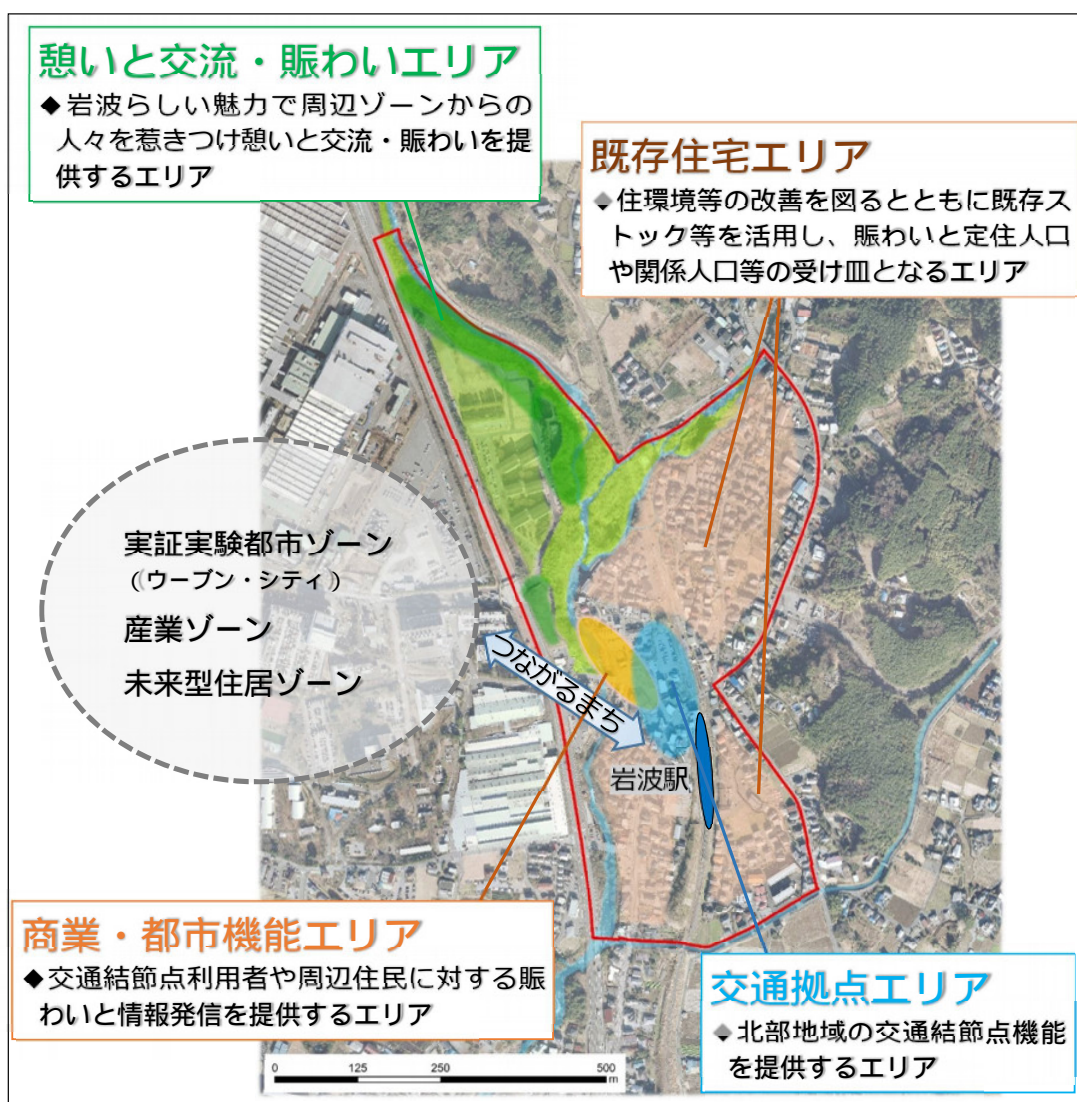 憩いと交流・賑わいエリア
◆岩波らしい魅力で周辺ゾーンからの
人々を惹きつけ憩いと交流・賑わいを提
供するエリア
既存住宅エリア
◆住環境等の改善を図るとともに既存ス
トック等を活用し、賑わいと定住人口
や関係人口等の受け皿となるエリア
実証実験都市ゾーン
(ウーブン・シティ)
産業ゾーン
未来型住居ゾーン
つながるまち
岩波駅
商業・都市機能エリア
◆交通結節点利用者や周辺住民に対する賑
わいと情報発信を提供するエリア
交通拠点エリア
◆北部地域の交通結節点機能
を提供するエリア
0 125 250 500
m